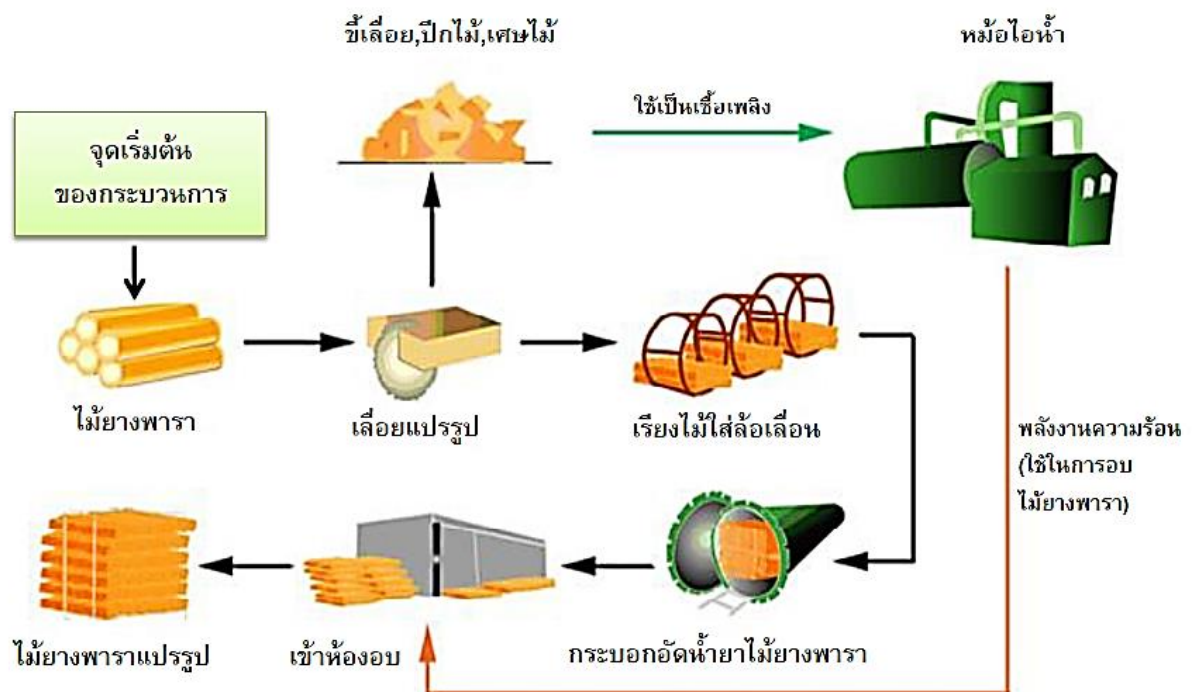 ขี้เลื่อย,ปีกไม้,เศษไม้
หม้อไอน้ำ
ใช้เป็นเชื้อเพลิง
จุดเริ่มต้น
ของกระบวนการ
ไม้ยางพารา
เลื่อยแปรรูป
เรียงไม้ใส่ล้อเลื่อน
พลังงานความร้อน
(ใช้ในการอบ
ไม้ยางพารา)
ไม้ยางพาราแปรรูป
เข้าห้องอบ
กระบอกอัดน้ำยาไม้ยางพารา